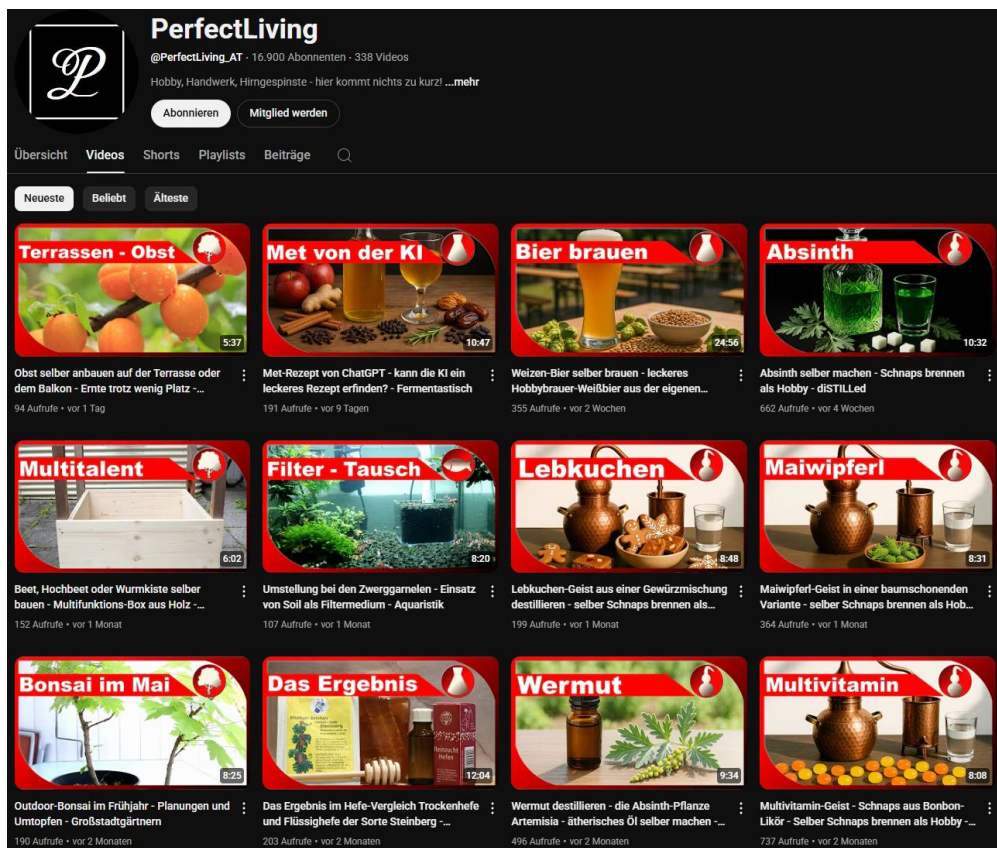 PerfectLiving
@PerfectLiving_AT · 16.900 Abonnenten · 338 Videos
Hobby, Handwerk, Hirngespinste - hier kommt nichts zu kurz! ...mehr
Abonnieren Mitglied werden
Übersicht Videos Shorts Playlists Beiträge
Neueste Beliebt Älteste
Terrassen - Obst
5:37
Obst selber anbauen auf der Terrasse oder
dem Balkon - Ernte trotz wenig Platz -...
94 Aufrufe • vor 1 Tag
Met von der KI
10:47
Met-Rezept von ChatGPT - kann die KI ein
leckeres Rezept erfinden? - Fermentastisch
191 Aufrufe • vor 9 Tagen
Bier brauen
24:56
Weizen-Bier selber brauen - leckeres
Hobbybrauer-Weißbier aus der eigenen...
355 Aufrufe • vor 2 Wochen
Absinth
10:32
Absinth selber machen - Schnaps brennen
als Hobby - diSTILLed
662 Aufrufe • vor 4 Wochen
Multitalent
6:02
Beet, Hochbeet oder Wurmkiste selber
bauen - Multifunktions-Box aus Holz -...
152 Aufrufe • vor 1 Monat
Filter - Tausch
8:20
Umstellung bei den Zwerggarnelen - Einsatz
von Soil als Filtermedium - Aquaristik
107 Aufrufe • vor 1 Monat
Lebkuchen
8:48
Lebkuchen-Geist aus einer Gewürzmischung
destillieren - selber Schnaps brennen als...
199 Aufrufe • vor 1 Monat
Maiwipferl
8:31
Maiwipferl-Geist in einer baumschonenden
Variante - selber Schnaps brennen als Hob...
364 Aufrufe • vor 1 Monat
Bonsai im Mai
8:25
Outdoor-Bonsai im Frühjahr - Planungen und
Umtopfen - Großstadtgärtnern
190 Aufrufe • vor 2 Monaten
Das Ergebnis
Reinzucht
Hefen
12:04
Das Ergebnis im Hefe-Vergleich Trockenhefe
und Flüssighefe der Sorte Steinberg -...
203 Aufrufe • vor 2 Monaten
Wermut
9:34
Wermut destillieren - die Absinth-Pflanze
Artemisia - ätherisches Öl selber machen -...
496 Aufrufe • vor 2 Monaten
Multivitamin
8:08
Multivitamin-Geist - Schnaps aus Bonbon-
Likör - Selber Schnaps brennen als Hobby -...
737 Aufrufe • vor 2 Monaten